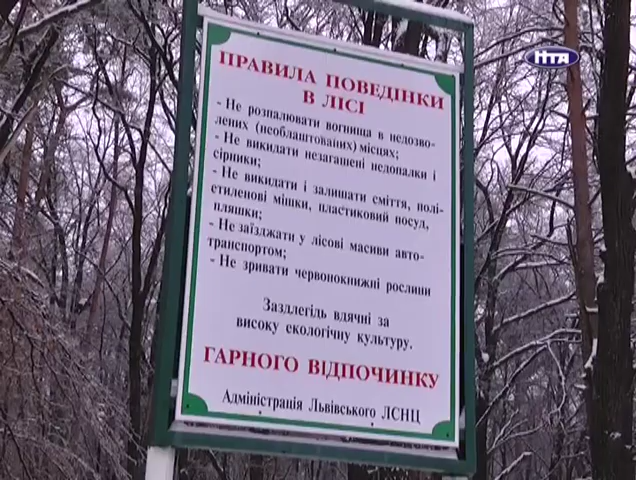 НТА
ПРАВИЛА ПОВЕДІНКИ
В ЛІСІ
- Не розпалювати вогнища в недозво-
лених (необлаштованих) місцях;
- Не викидати незагашені недопалки і
сірники;
- Не викидати і залишати сміття, полі-
етиленові мішки, пластиковий посуд,
пляшки;
- Не заїзджати у лісові масиви авто-
транспортом;
- Не зривати червонокнижні рослини
Заздлегіль вдячні за
високу екологічну культуру.
ГАРНОГО ВІДПОЧИНКУ
Адміністрація Львівського ЛСНЦ